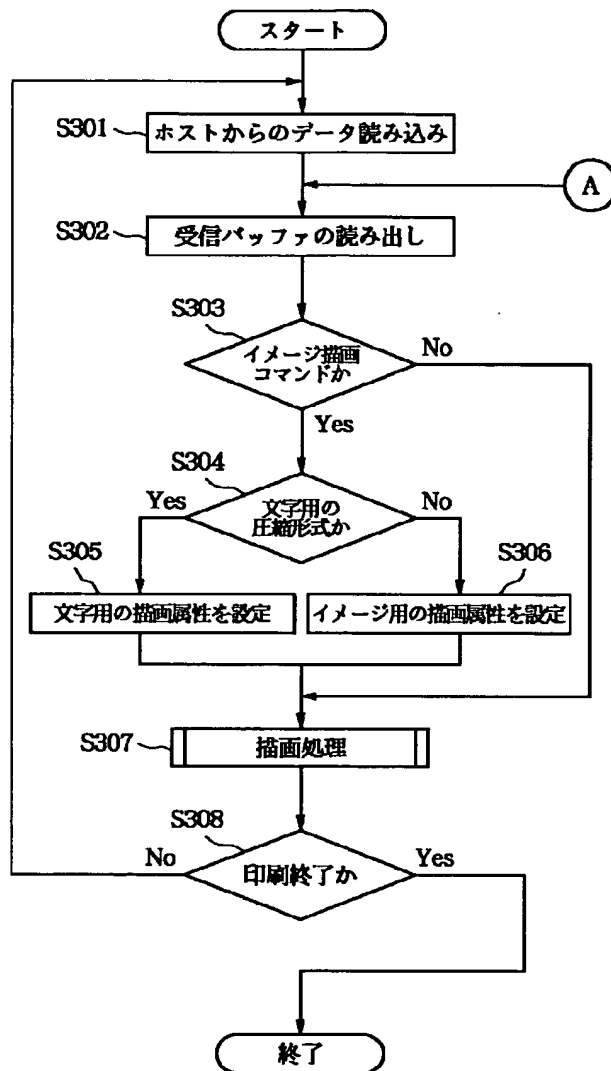 スタート
S301
ホストからのデータ読み込み
A
S302
受信バッファの読み出し
S303
イメージ描画
コマンドか
No
Yes
S304
文字用の
圧縮形式か
Yes
No
S305
文字用の描画属性を設定
S306
イメージ用の描画属性を設定
S307
描画処理
S308
印刷終了か
No
Yes
終了